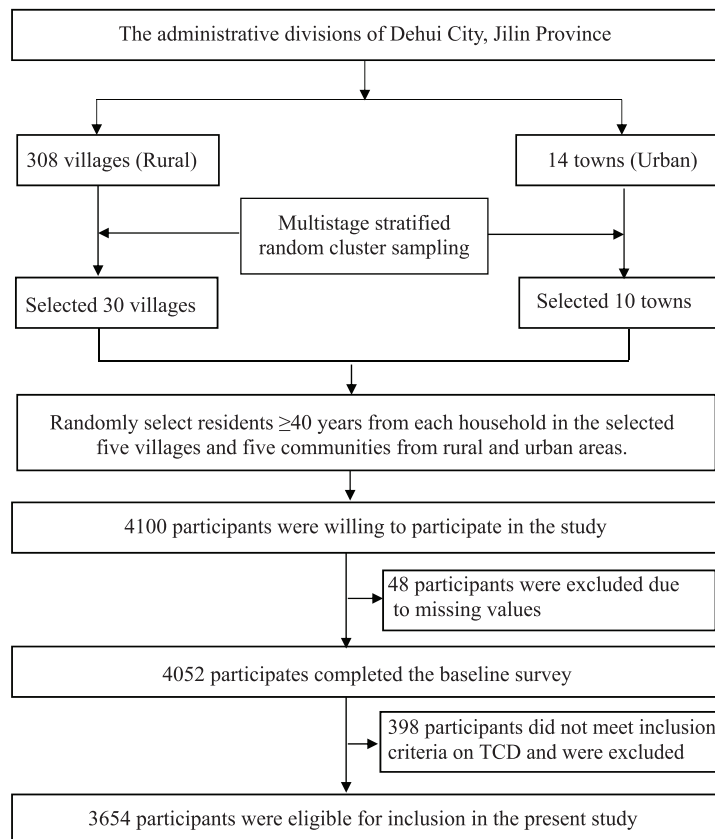 The administrative divisions of Dehui City, Jilin Province
308 villages (Rural)
14 towns (Urban)
Multistage stratified
random cluster sampling
Selected 30 villages
Selected 10 towns
Randomly select residents ≥40 years from each household in the selected
five villages and five communities from rural and urban areas.
4100 participants were willing to participate in the study
48 participants were excluded due
to missing values
4052 participates completed the baseline survey
398 participants did not meet inclusion
criteria on TCD and were excluded
3654 participants were eligible for inclusion in the present study